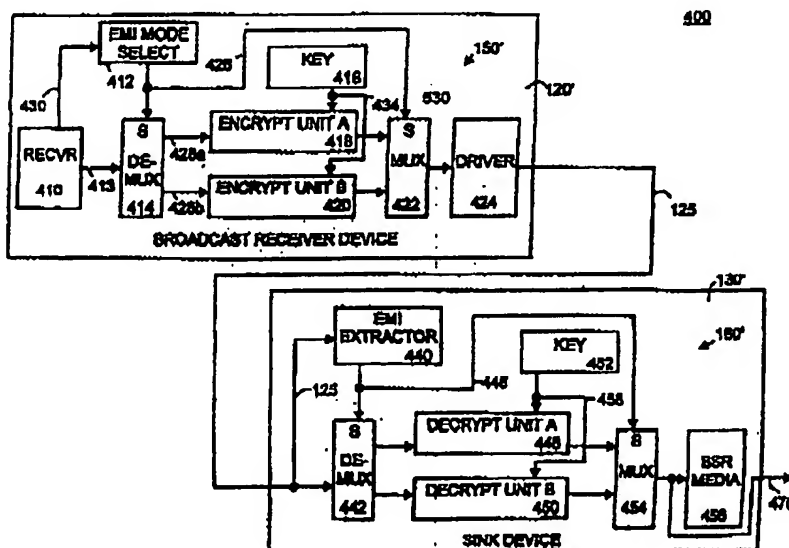 400
EMI MODE
SELECT
412
426
150'
KEY
416
120'
430
434
530
RECVR
410
413
S
DE-
MUX
414
428a
428b
ENCRYPT UNIT A
418
ENCRYPT UNIT B
420
S
MUX
422
DRIVER
424
125
BROADCAST RECEIVER DEVICE
130'
EMI
EXTRACTOR
440
160'
KEY
452
125
446
458
S
DE-
MUX
442
DECRYPT UNIT A
448
DECRYPT UNIT B
450
S
MUX
454
BSR
MEDIA
456
470
SINK DEVICE